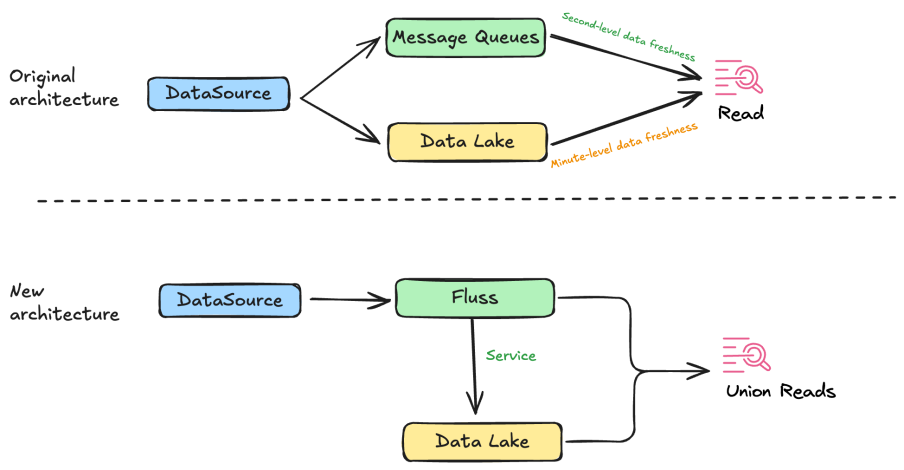 Original
architecture
DataSource
Message Queues
Data Lake
Second-level data freshness
Minute-level data freshness
Read
New
architecture
DataSource
Fluss
Service
Data Lake
Union Reads